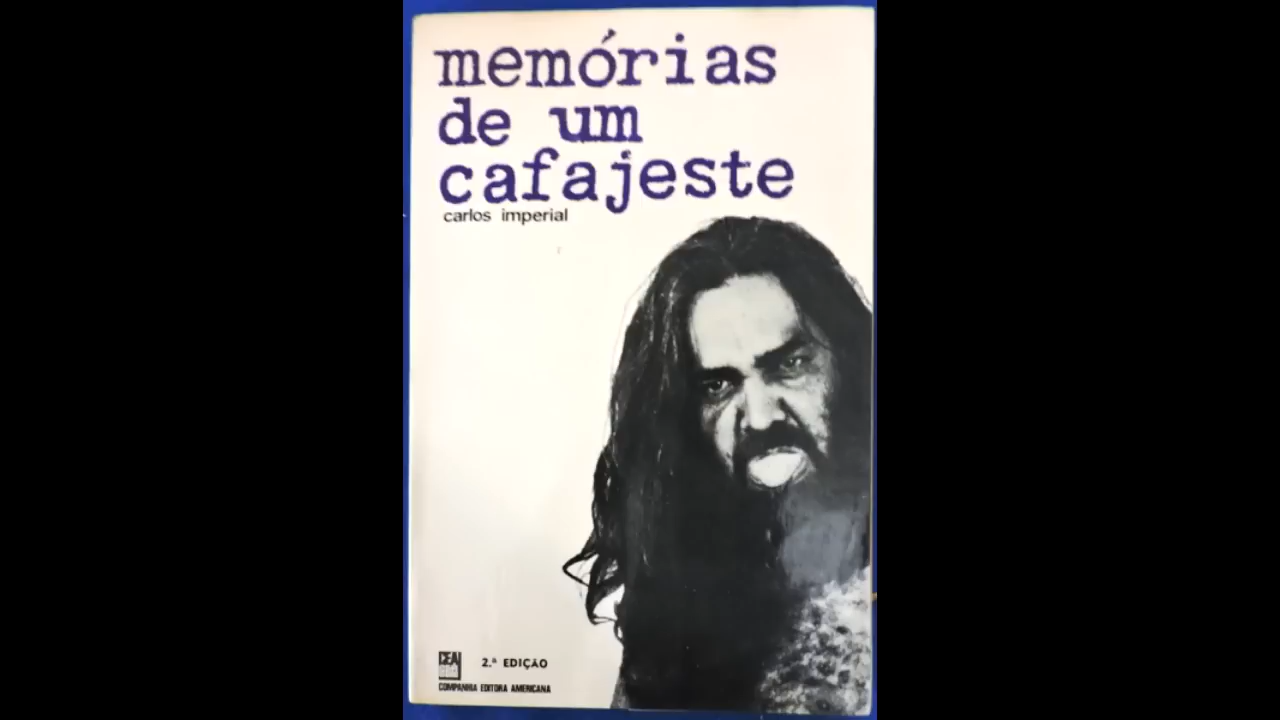 memórias
de um
cafajeste
carlos imperial
CEA
2.ª EDIÇÃO
COMPANHIA EDITORA AMERICANA